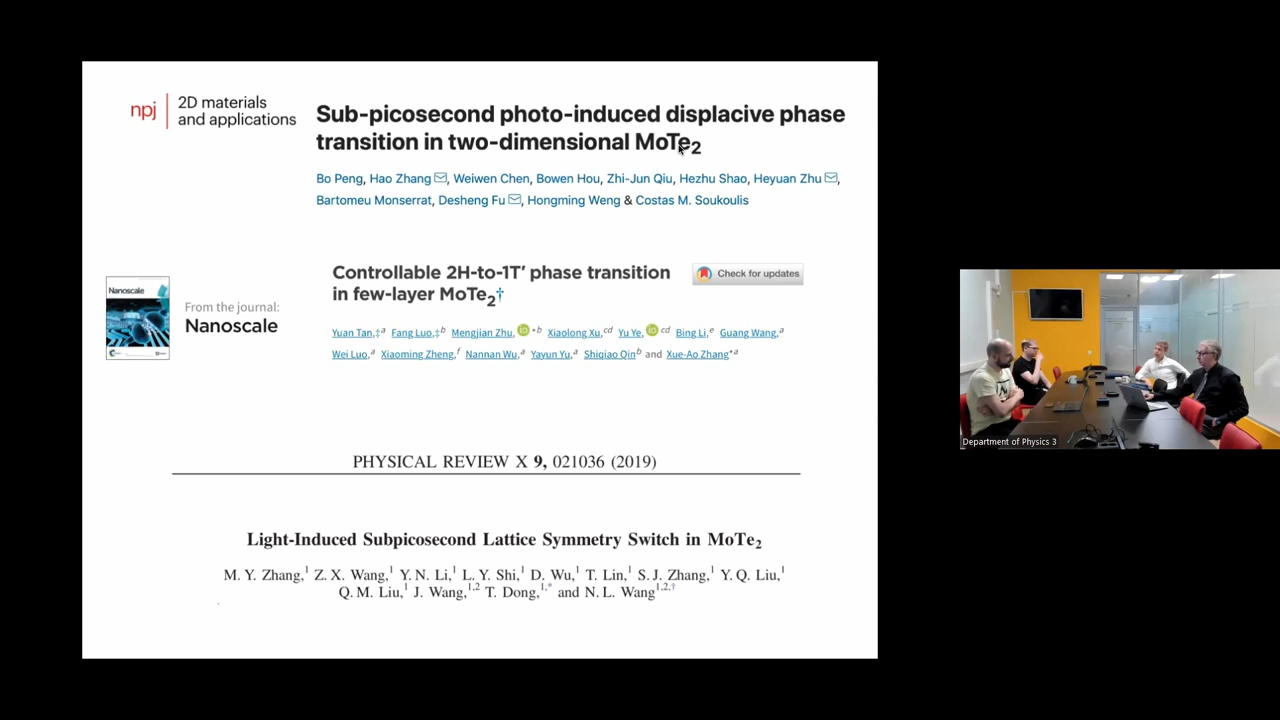 npj
2D materials
and applications
Sub-picosecond photo-induced displacive phase
transition in two-dimensional MoTe₂
Bo Peng, Hao Zhang, Weiwen Chen, Bowen Hou, Zhi-Jun Qiu, Hezhu Shao, Heyuan Zhu,
Bartomeu Monserrat, Desheng Fu, Hongming Weng & Costas M. Soukoulis
Nanoscale
From the journal:
Nanoscale
Controllable 2H-to-1T′ phase transition
in few-layer MoTe₂†
Check for updates
Yuan Tan,‡ᵃ Fang Luo,‡ᵇ Mengjian Zhu, iD *ᵇ Xiaolong Xu,ᶜᵈ Yu Ye, iD ᶜᵈ Bing Li,ᵉ Guang Wang,ᵃ
Wei Luo,ᵃ Xiaoming Zheng,ᶠ Nannan Wu,ᵃ Yayun Yu,ᵃ Shiqiao Qinᵇ and Xue-Ao Zhang*ᵃ
PHYSICAL REVIEW X 9, 021036 (2019)
Light-Induced Subpicosecond Lattice Symmetry Switch in MoTe₂
M. Y. Zhang,¹ Z. X. Wang,¹ Y. N. Li,¹ L. Y. Shi,¹ D. Wu,¹ T. Lin,¹ S. J. Zhang,¹ Y. Q. Liu,¹
Q. M. Liu,¹ J. Wang,¹,² T. Dong,¹,* and N. L. Wang¹,²,†
Department of Physics 3